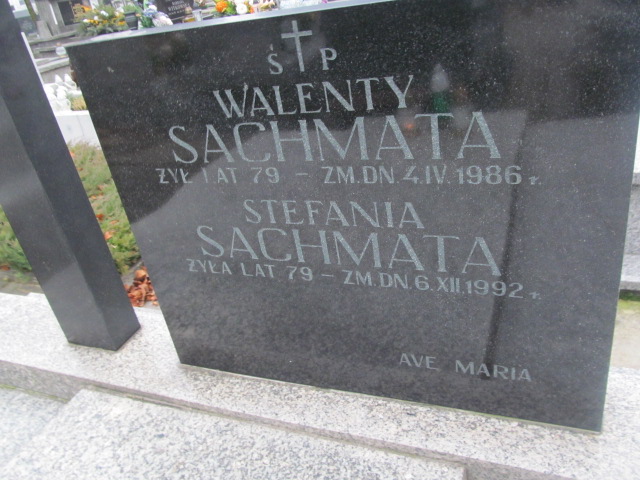 Ś P
WALENTY
SACHMATA
ŻYŁ LAT 79 – ZM.DN.4.IV.1986 r.
STEFANIA
SACHMATA
ŻYŁA LAT 79 – ZM.DN.6.XII.1992 r.
AVE MARIA